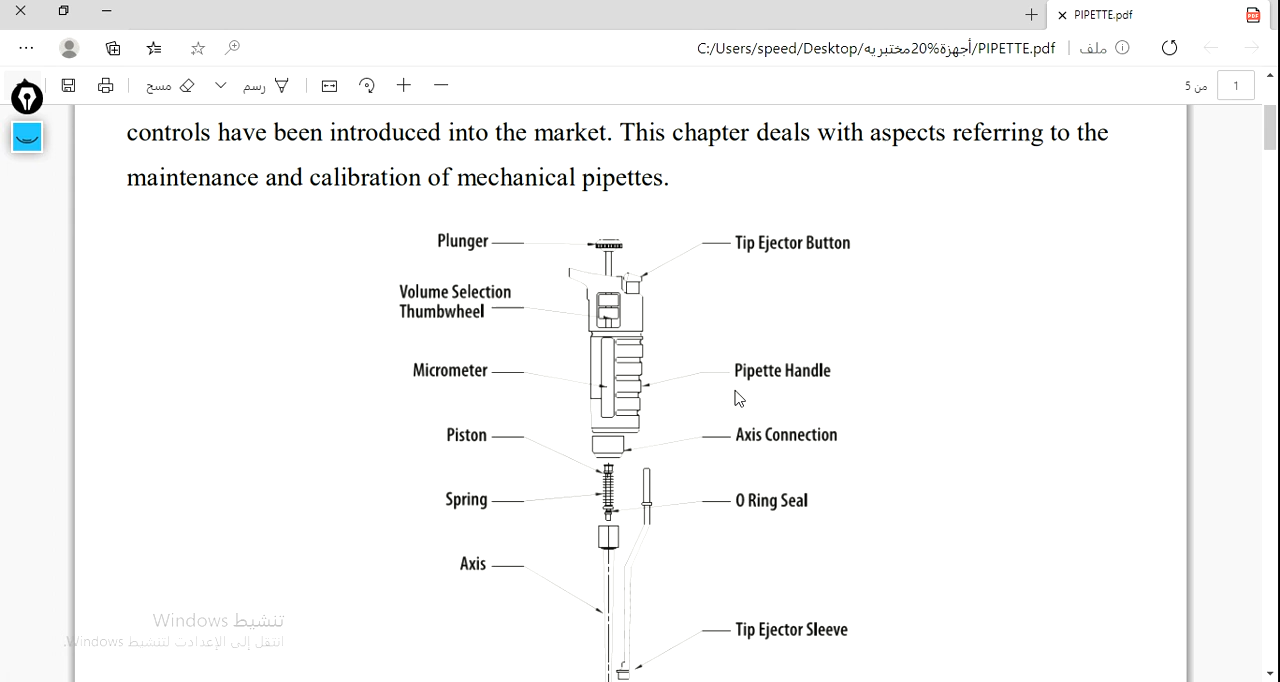 PIPETTE.pdf
C:/Users/speed/Desktop/أجهزة%20مختبريه/PIPETTE.pdf
ملف
مسح
رسم
من 5
1
controls have been introduced into the market. This chapter deals with aspects referring to the
maintenance and calibration of mechanical pipettes.
Plunger
Tip Ejector Button
Volume Selection
Thumbwheel
Micrometer
Pipette Handle
Piston
Axis Connection
Spring
O Ring Seal
Axis
Tip Ejector Sleeve
تنشيط Windows
انتقل إلى الإعدادات لتنشيط Windows.